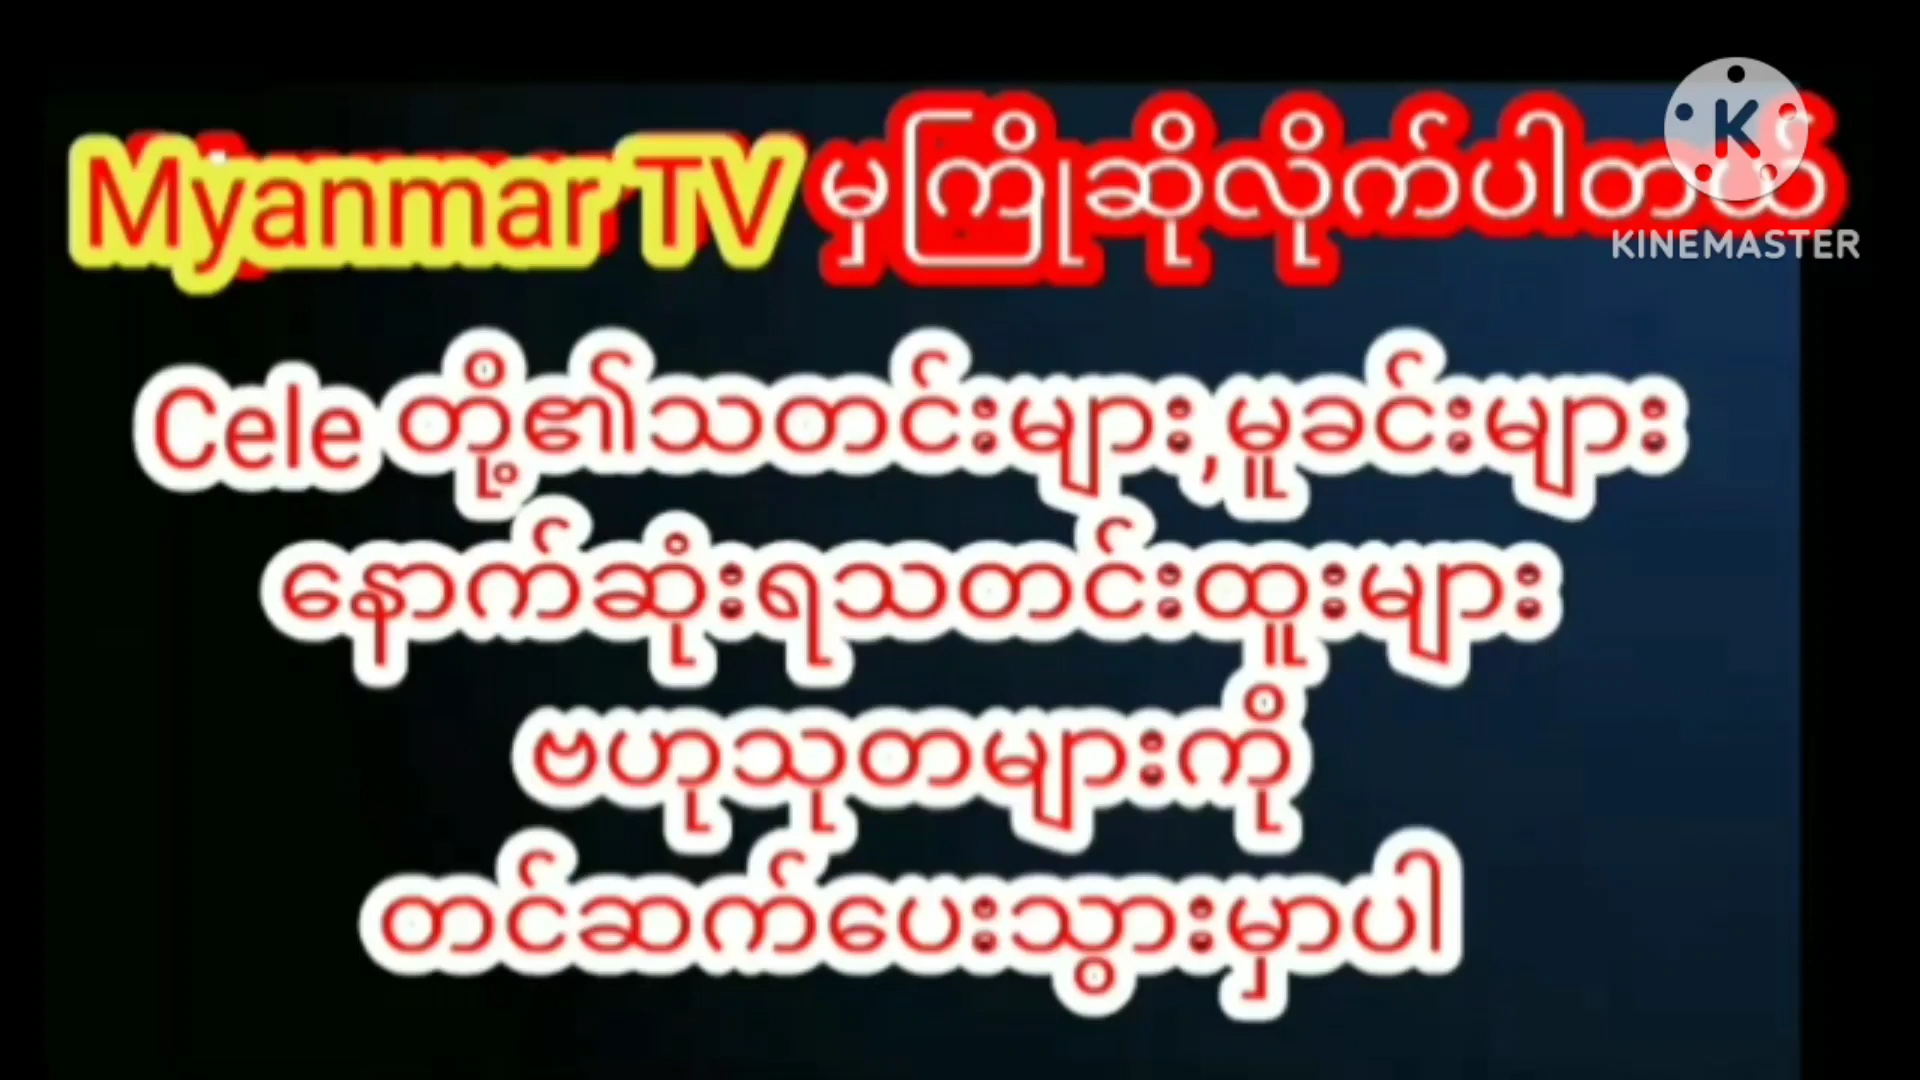 Myanmar TV မှကြိုဆိုလိုက်ပါတယ်
KINEMASTER
Cele တို့၏သတင်းများ,မူခင်းများ
နောက်ဆုံးရသတင်းထူးများ
ဗဟုသုတများကို
တင်ဆက်ပေးသွားမှာပါ